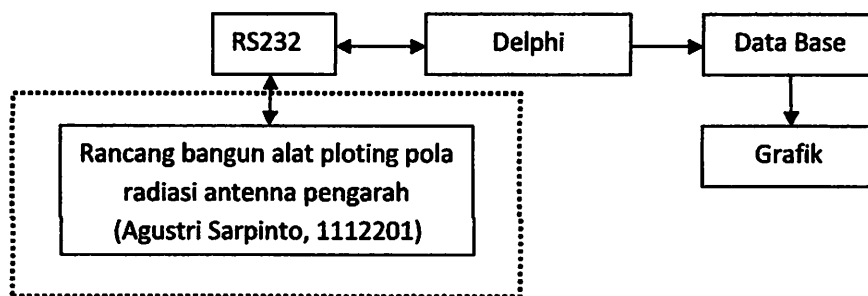 RS232
Delphi
Data Base
Rancang bangun alat ploting pola
radiasi antenna pengarah
(Agustri Sarpinto, 1112201)
Grafik